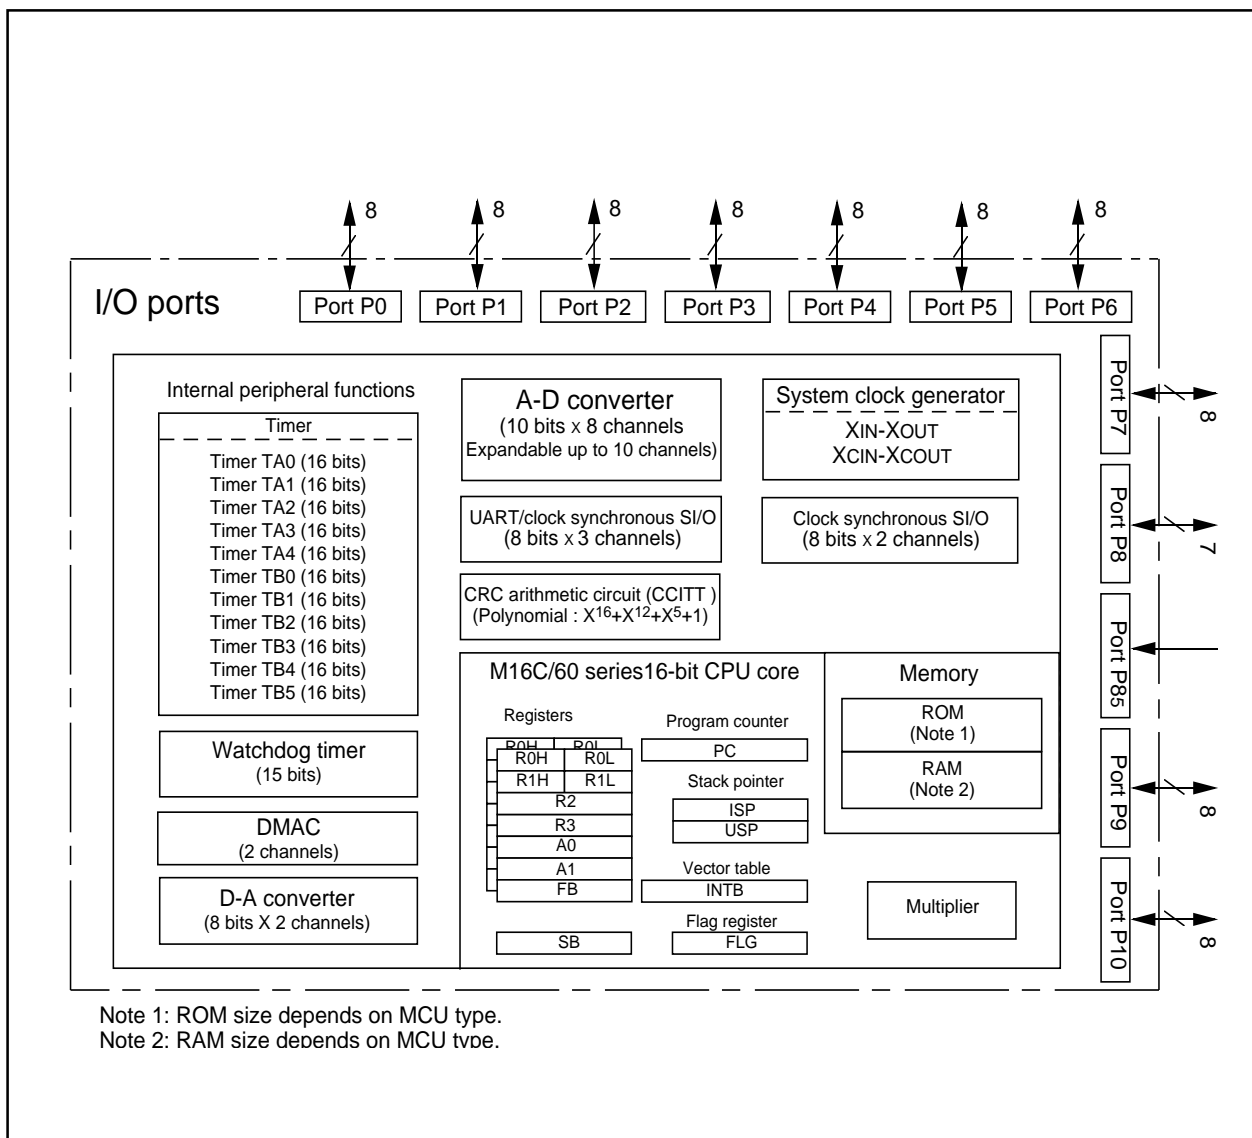 8 8 8 8 8 8 8
I/O ports
Port P0 Port P1 Port P2 Port P3 Port P4 Port P5 Port P6
Internal peripheral functions
Timer
Timer TA0 (16 bits)
Timer TA1 (16 bits)
Timer TA2 (16 bits)
Timer TA3 (16 bits)
Timer TA4 (16 bits)
Timer TB0 (16 bits)
Timer TB1 (16 bits)
Timer TB2 (16 bits)
Timer TB3 (16 bits)
Timer TB4 (16 bits)
Timer TB5 (16 bits)
Watchdog timer
(15 bits)
DMAC
(2 channels)
D-A converter
(8 bits X 2 channels)
A-D converter
(10 bits x 8 channels
Expandable up to 10 channels)
UART/clock synchronous SI/O
(8 bits x 3 channels)
CRC arithmetic circuit (CCITT )
(Polynomial : X16+X12+X5+1)
System clock generator
XIN-XOUT
XCIN-XCOUT
Clock synchronous SI/O
(8 bits x 2 channels)
M16C/60 series16-bit CPU core
Registers
R0H R0L
R0H R0L
R1H R1L
R2
R3
A0
A1
FB
SB
Program counter
PC
Stack pointer
ISP
USP
Vector table
INTB
Flag register
FLG
Memory
ROM
(Note 1)
RAM
(Note 2)
Multiplier
Port P7
8
Port P8
7
Port P85
Port P9
8
Port P10
8
Note 1: ROM size depends on MCU type.
Note 2: RAM size depends on MCU type.